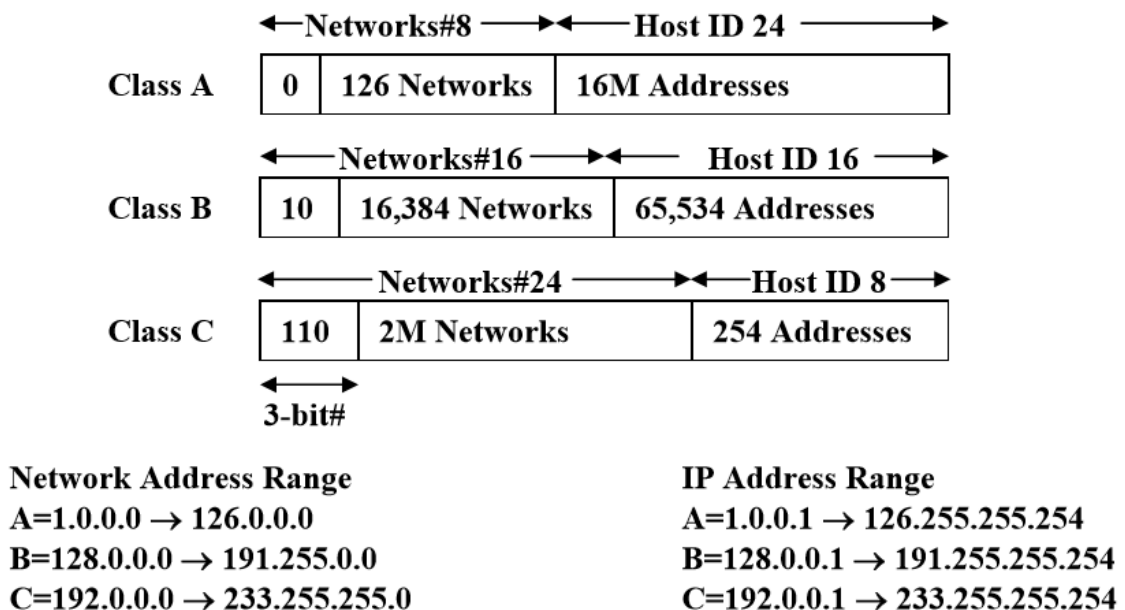 Networks#8 Host ID 24
Class A 0 126 Networks 16M Addresses
Networks#16 Host ID 16
Class B 10 16,384 Networks 65,534 Addresses
Networks#24 Host ID 8
Class C 110 2M Networks 254 Addresses
3-bit#
Network Address Range
A=1.0.0.0 → 126.0.0.0
B=128.0.0.0 → 191.255.0.0
C=192.0.0.0 → 233.255.255.0
IP Address Range
A=1.0.0.1 → 126.255.255.254
B=128.0.0.1 → 191.255.255.254
C=192.0.0.1 → 233.255.255.254